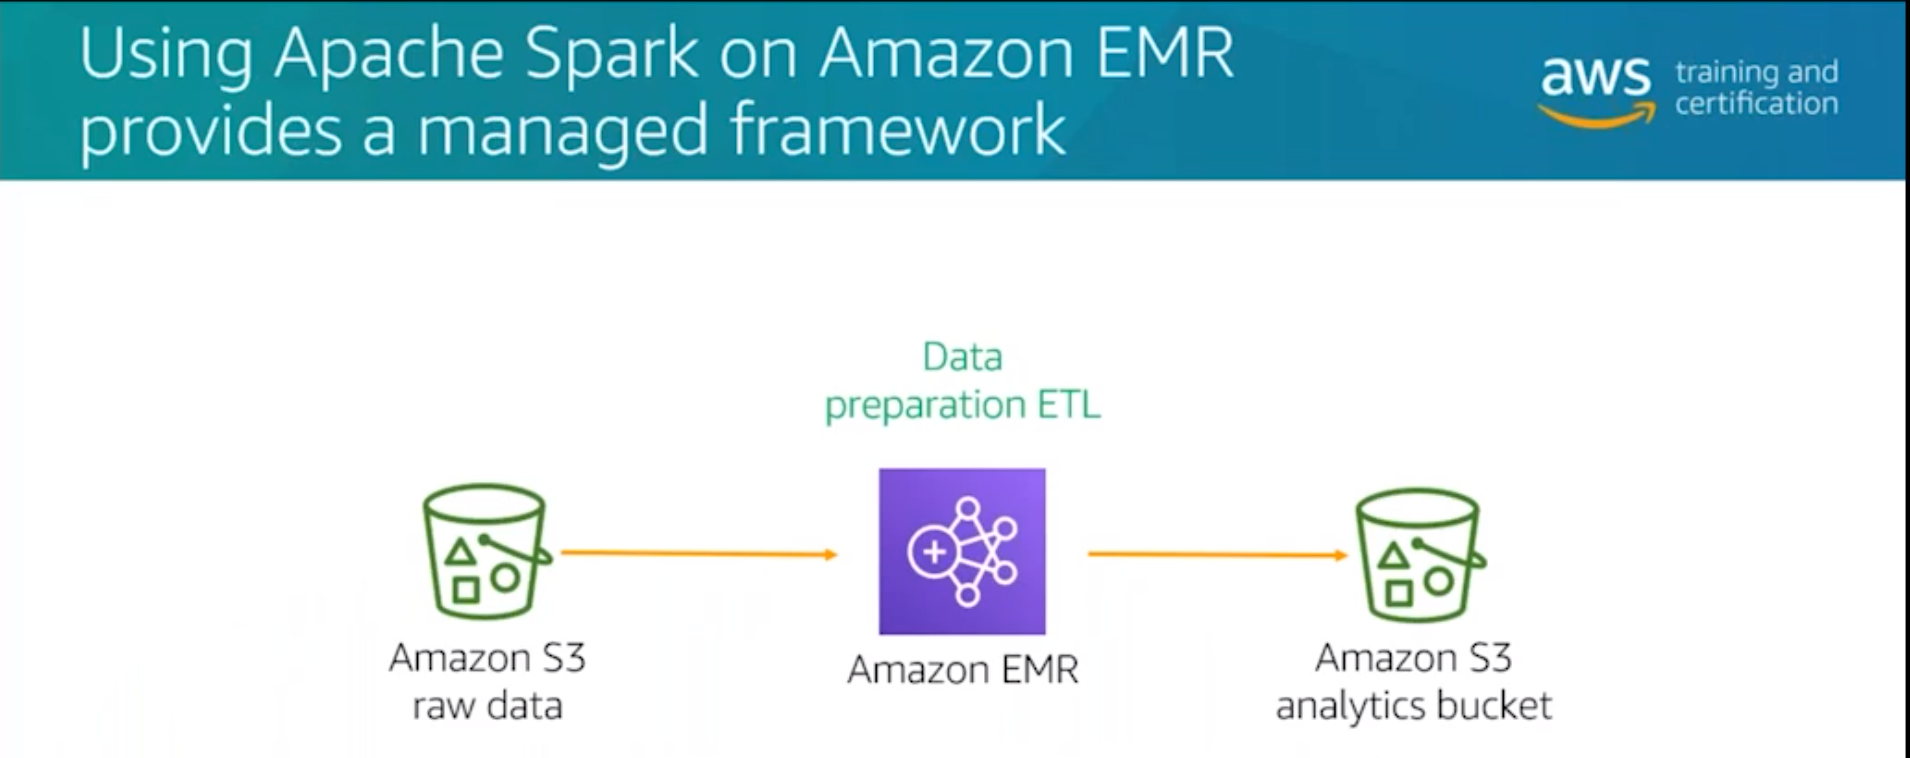 Using Apache Spark on Amazon EMR
provides a managed framework
aws
training and
certification
Data
preparation ETL
Amazon S3
raw data
Amazon EMR
Amazon S3
analytics bucket